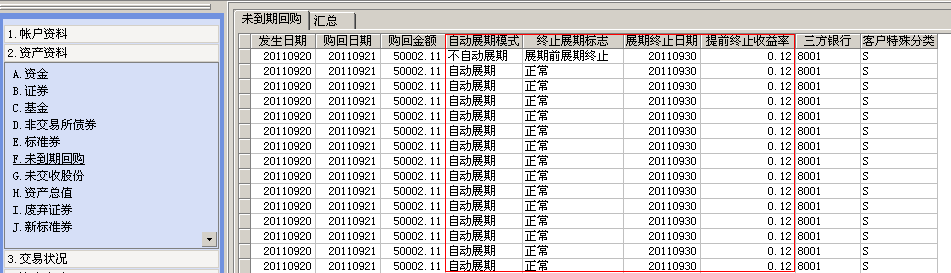 未到期回购 汇总
1.帐户资料
2.资产资料
A.资金
B.证券
C.基金
D.非交易所债券
E.标准券
F.未到期回购
G.未交收股份
H.资产总值
I.废弃证券
J.新标准券
3.交易状况
发生日期 购回日期 购回金额 自动展期模式 终止展期标志 展期终止日期 提前终止收益率 三方银行 客户特殊分类
20110920 20110921 50002.11 不自动展期 展期前展期终止 20110930 0.12 8001 S
20110920 20110921 50002.11 自动展期 正常 20110930 0.12 8001 S
20110920 20110921 50002.11 自动展期 正常 20110930 0.12 8001 S
20110920 20110921 50002.11 自动展期 正常 20110930 0.12 8001 S
20110920 20110921 50002.11 自动展期 正常 20110930 0.12 8001 S
20110920 20110921 50002.11 自动展期 正常 20110930 0.12 8001 S
20110920 20110921 50002.11 自动展期 正常 20110930 0.12 8001 S
20110920 20110921 50002.11 自动展期 正常 20110930 0.12 8001 S
20110920 20110921 50002.11 自动展期 正常 20110930 0.12 8001 S
20110920 20110921 50002.11 自动展期 正常 20110930 0.12 8001 S
20110920 20110921 50002.11 自动展期 正常 20110930 0.12 8001 S
20110920 20110921 50002.11 自动展期 正常 20110930 0.12 8001 S
20110920 20110921 50002.11 自动展期 正常 20110930 0.12 8001 S
20110920 20110921 50002.11 自动展期 正常 20110930 0.12 8001 S
20110920 20110921 50002.11 自动展期 正常 20110930 0.12 8001 S